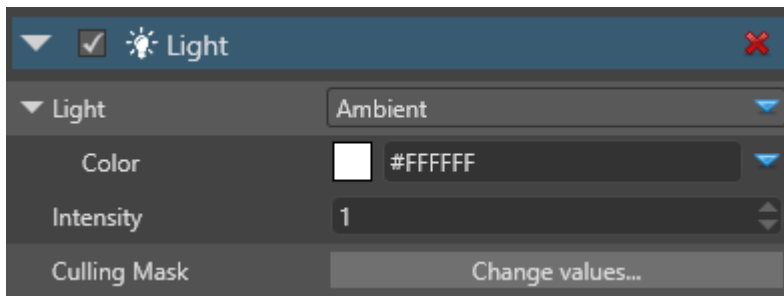 Light
Light Ambient
Color #FFFFFF
Intensity 1
Culling Mask Change values...